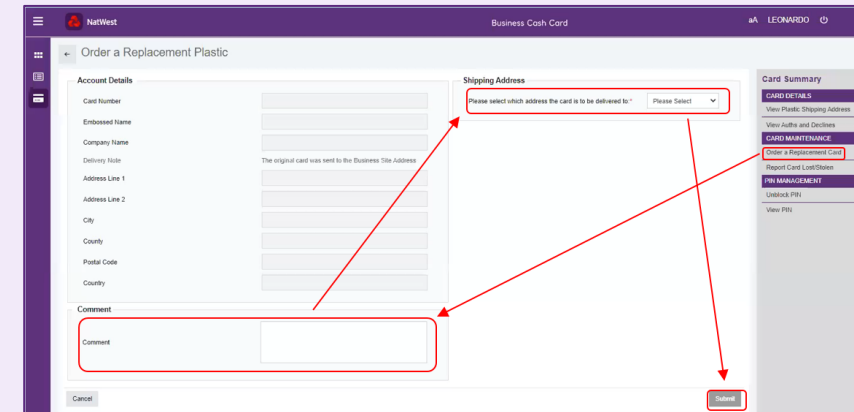 NatWest
Business Cash Card
aA LEONARDO
← Order a Replacement Plastic
Account Details
Card Number
Embossed Name
Company Name
Delivery Note The original card was sent to the Business Site Address
Address Line 1
Address Line 2
City
County
Postal Code
Country
Comment
Comment
Cancel
Shipping Address
Please select which address the card is to be delivered to:* Please Select
Submit
Card Summary
CARD DETAILS
View Plastic Shipping Address
View Auths and Declines
CARD MAINTENANCE
Order a Replacement Card
Report Card Lost/Stolen
PIN MANAGEMENT
Unblock PIN
View PIN